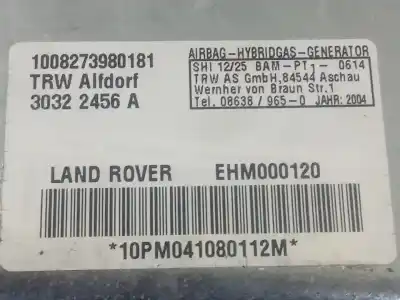 1008273980181
TRW Alfdorf
3032 2456 A
AIRBAG-HYBRIDGAS-GENERATOR
SHI 12/25 BAM-PT1- 0614
TRW AS GmbH, 84544 Aschau
Wernher von Braun Str.1
Tel. 08638 / 965-0 JAHR: 2004
LAND ROVER EHM000120
*10PM041080112M*